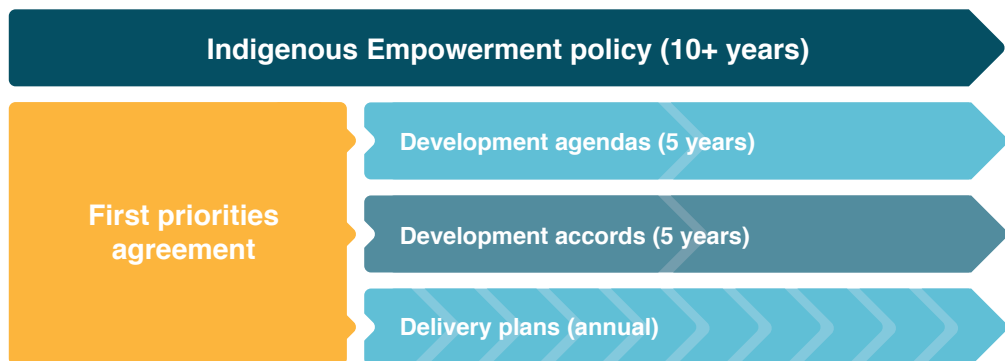 Indigenous Empowerment policy (10+ years)
First priorities
agreement
Development agendas (5 years)
Development accords (5 years)
Delivery plans (annual)